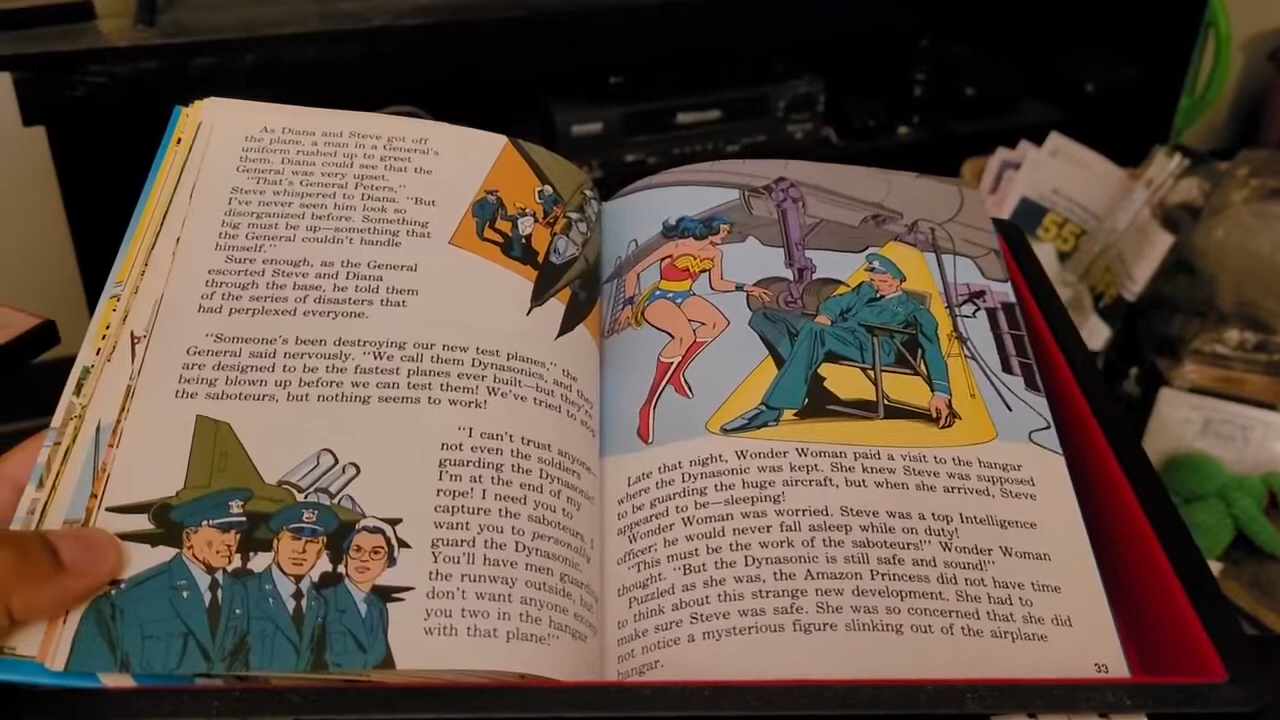 As Diana and Steve got off
the plane, a man in a General's
uniform rushed up to greet
them. Diana could see that the
General was very upset.
"That's General Peters,"
Steve whispered to Diana. "But
I've never seen him look so
disorganized before. Something
big must be up—something that
the General couldn't handle
himself."
Sure enough, as the General
escorted Steve and Diana
through the base, he told them
of the series of disasters that
had perplexed everyone.
"Someone's been destroying our new test planes," the
General said nervously. "We call them Dynasonics, and they
are designed to be the fastest planes ever built—but they're
being blown up before we can test them! We've tried to stop
the saboteurs, but nothing seems to work!
"I can't trust anyone—
not even the soldiers
guarding the Dynasonic!
I'm at the end of my
rope! I need you to
capture the saboteurs. I
want you to personally
guard the Dynasonic.
You'll have men guarding
the runway outside, but I
don't want anyone except
you two in the hangar
with that plane!"
Late that night, Wonder Woman paid a visit to the hangar
where the Dynasonic was kept. She knew Steve was supposed
to be guarding the huge aircraft, but when she arrived, Steve
appeared to be—sleeping!
Wonder Woman was worried. Steve was a top Intelligence
officer; he would never fall asleep while on duty!
"This must be the work of the saboteurs!" Wonder Woman
thought. "But the Dynasonic is still safe and sound!"
Puzzled as she was, the Amazon Princess did not have time
to think about this strange new development. She had to
make sure Steve was safe. She was so concerned that she did
not notice a mysterious figure slinking out of the airplane
hangar.
33
55